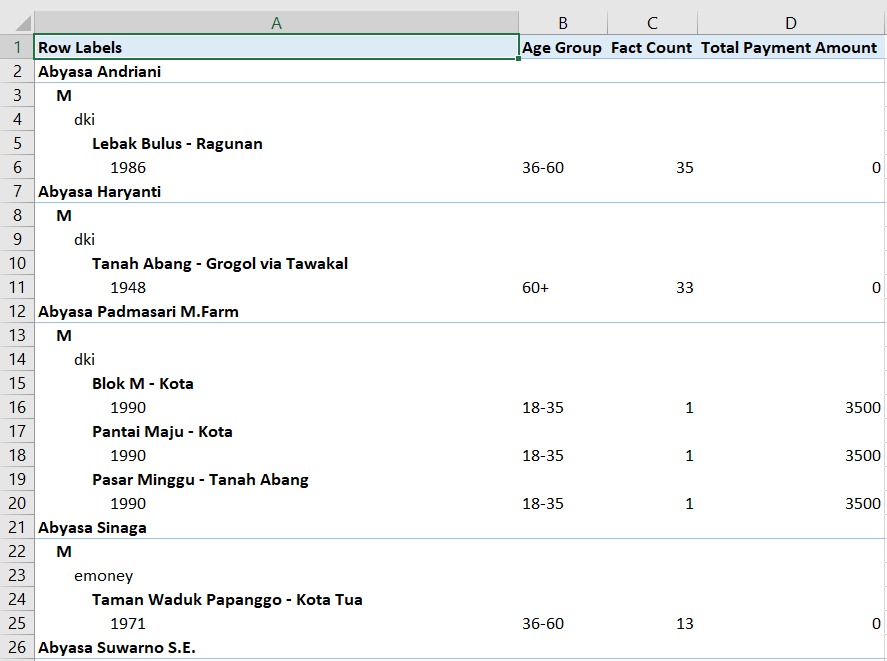 A B C D
1 Row Labels Age Group Fact Count Total Payment Amount
2 Abyasa Andriani
3 M
4 dki
5 Lebak Bulus - Ragunan
6 1986 36-60 35 0
7 Abyasa Haryanti
8 M
9 dki
10 Tanah Abang - Grogol via Tawakal
11 1948 60+ 33 0
12 Abyasa Padmasari M.Farm
13 M
14 dki
15 Blok M - Kota
16 1990 18-35 1 3500
17 Pantai Maju - Kota
18 1990 18-35 1 3500
19 Pasar Minggu - Tanah Abang
20 1990 18-35 1 3500
21 Abyasa Sinaga
22 M
23 emoney
24 Taman Waduk Papanggo - Kota Tua
25 1971 36-60 13 0
26 Abyasa Suwarno S.E.